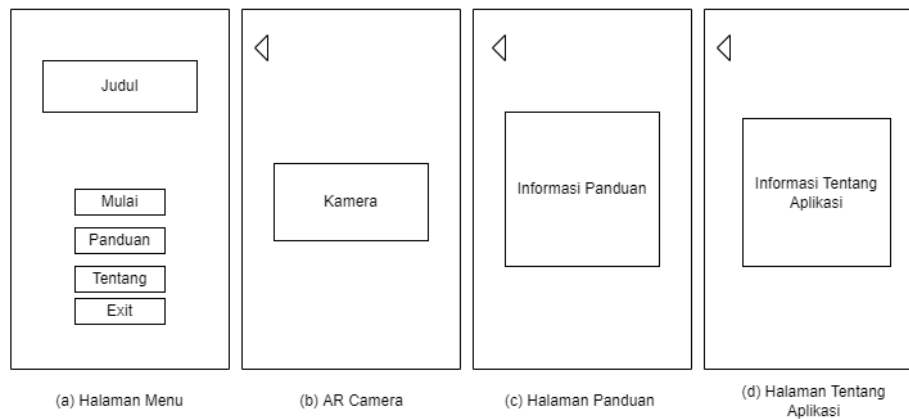 Judul
Mulai
Panduan
Tentang
Exit
(a) Halaman Menu
Kamera
(b) AR Camera
Informasi Panduan
(c) Halaman Panduan
Informasi Tentang
Aplikasi
(d) Halaman Tentang
Aplikasi